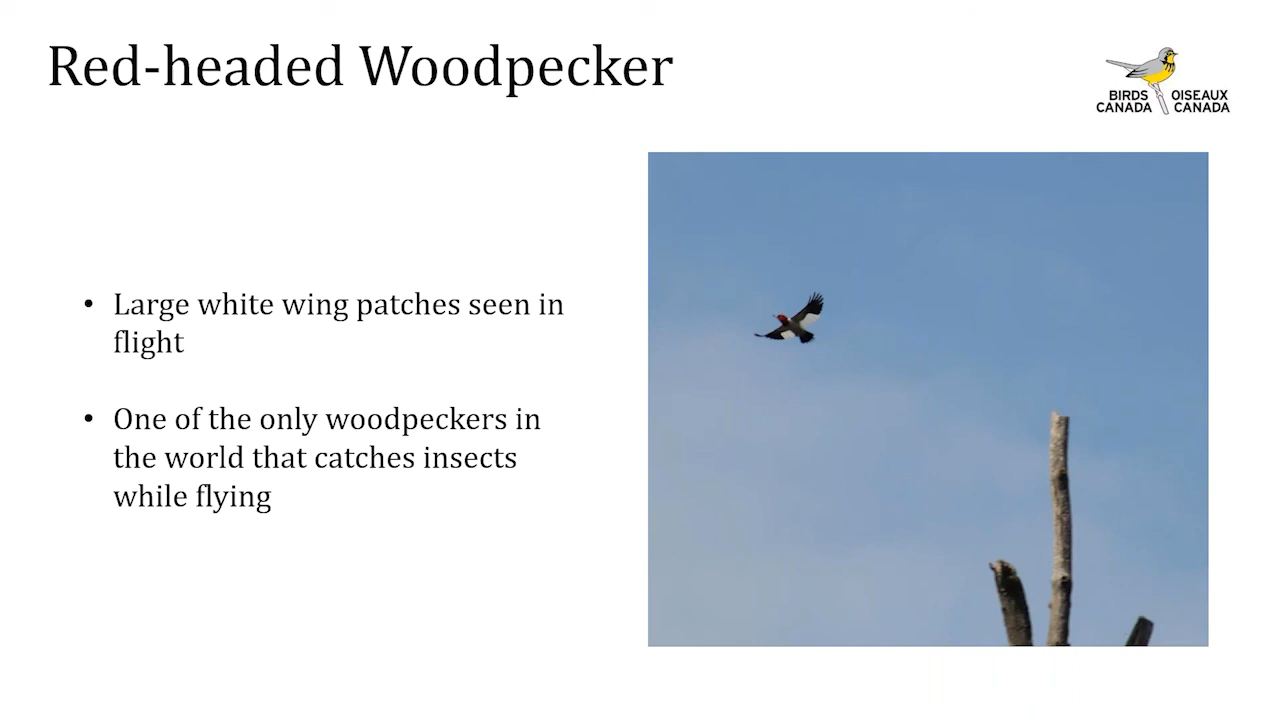 Red-headed Woodpecker
BIRDS OISEAUX
CANADA CANADA
• Large white wing patches seen in
flight
• One of the only woodpeckers in
the world that catches insects
while flying